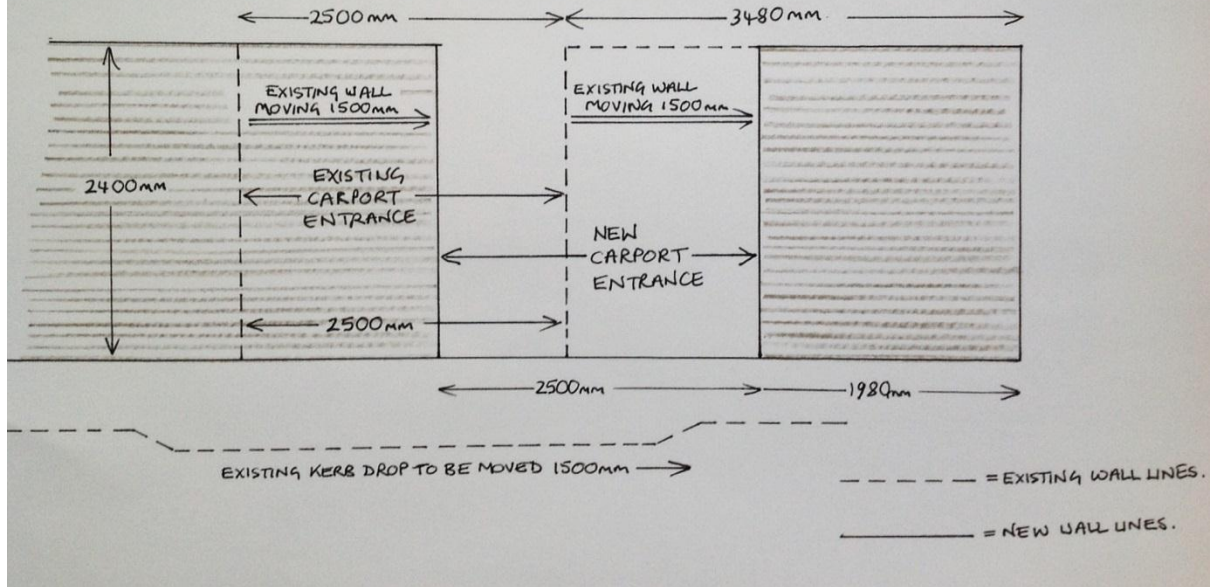 2500mm
3480mm
EXISTING WALL
MOVING 1500mm
EXISTING WALL
MOVING 1500mm
2400mm
EXISTING
CARPORT
ENTRANCE
NEW
CARPORT
ENTRANCE
2500mm
2500mm
1980mm
EXISTING KERB DROP TO BE MOVED 1500mm
= EXISTING WALL LINES.
= NEW WALL LINES.